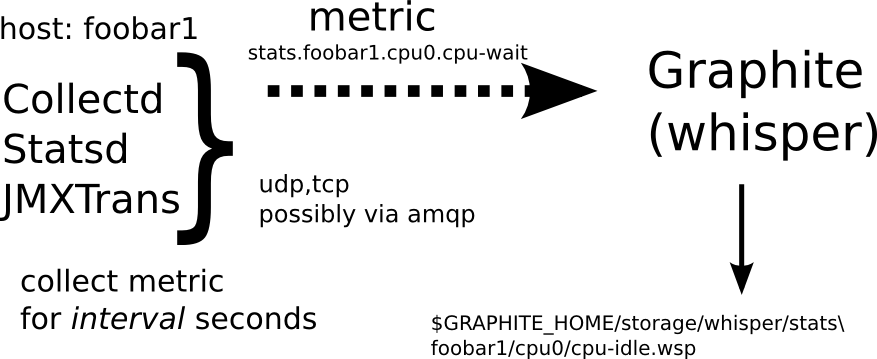 host: foobar1
metric
stats.foobar1.cpu0.cpu-wait
Collectd
Statsd
JMXTrans
Graphite
(whisper)
udp,tcp
possibly via amqp
collect metric
for interval seconds
$GRAPHITE_HOME/storage/whisper/stats\
foobar1/cpu0/cpu-idle.wsp